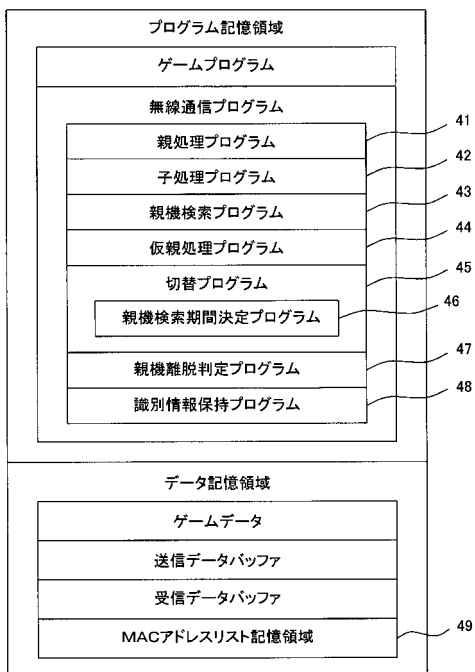 プログラム記憶領域
ゲームプログラム
無線通信プログラム
親処理プログラム 41
子処理プログラム 42
親機検索プログラム 43
仮親処理プログラム 44
切替プログラム 45
親機検索期間決定プログラム 46
親機離脱判定プログラム 47
識別情報保持プログラム 48
データ記憶領域
ゲームデータ
送信データバッファ
受信データバッファ
MACアドレスリスト記憶領域 49